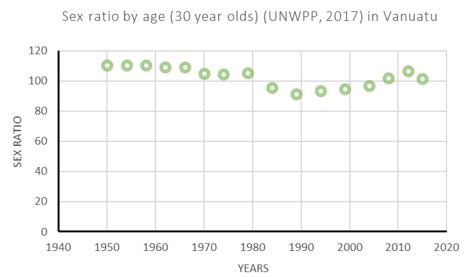 Sex ratio by age (30 year olds) (UNWPP, 2017) in Vanuatu
120
100
80
60
40
20
0
SEX RATIO
1940 1950 1960 1970 1980 1990 2000 2010 2020
YEARS